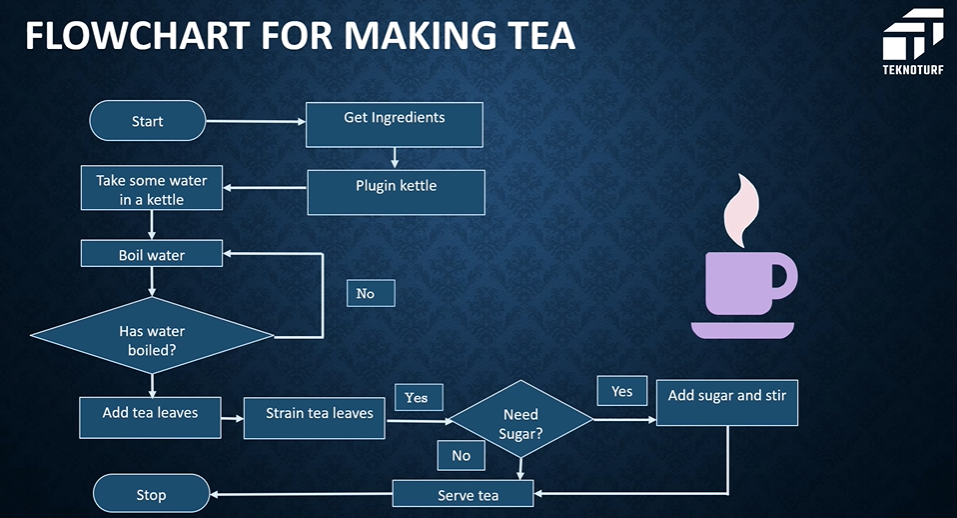 FLOWCHART FOR MAKING TEA
TEKNOTURF
Start
Get Ingredients
Plugin kettle
Take some water
in a kettle
Boil water
No
Has water
boiled?
Add tea leaves
Strain tea leaves
Yes
Need
Sugar?
Yes
Add sugar and stir
No
Serve tea
Stop